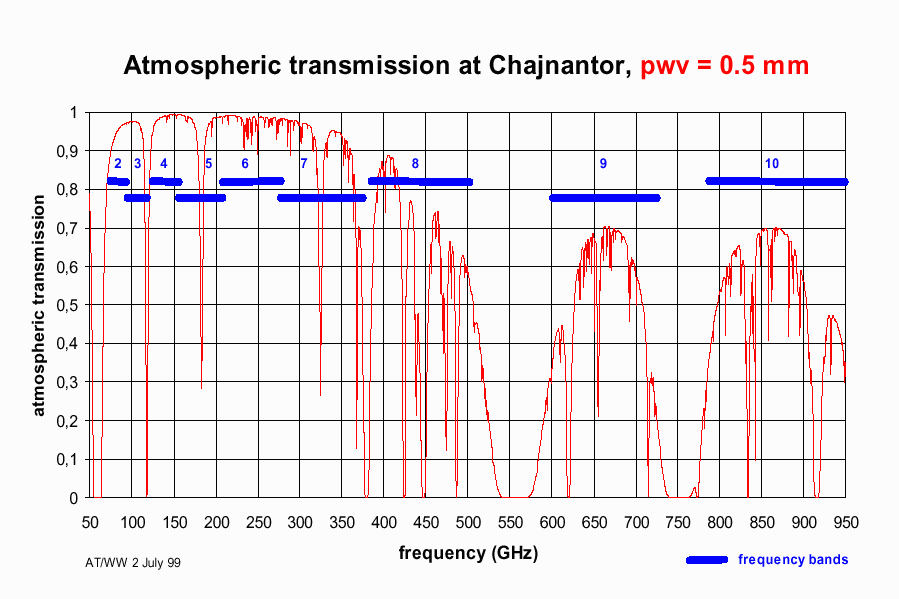 Atmospheric transmission at Chajnantor, pwv = 0.5 mm
atmospheric transmission
1
0,9
0,8
0,7
0,6
0,5
0,4
0,3
0,2
0,1
0
2 3 4 5 6 7 8 9 10
50 100 150 200 250 300 350 400 450 500 550 600 650 700 750 800 850 900 950
frequency (GHz)
AT/WW 2 July 99
frequency bands